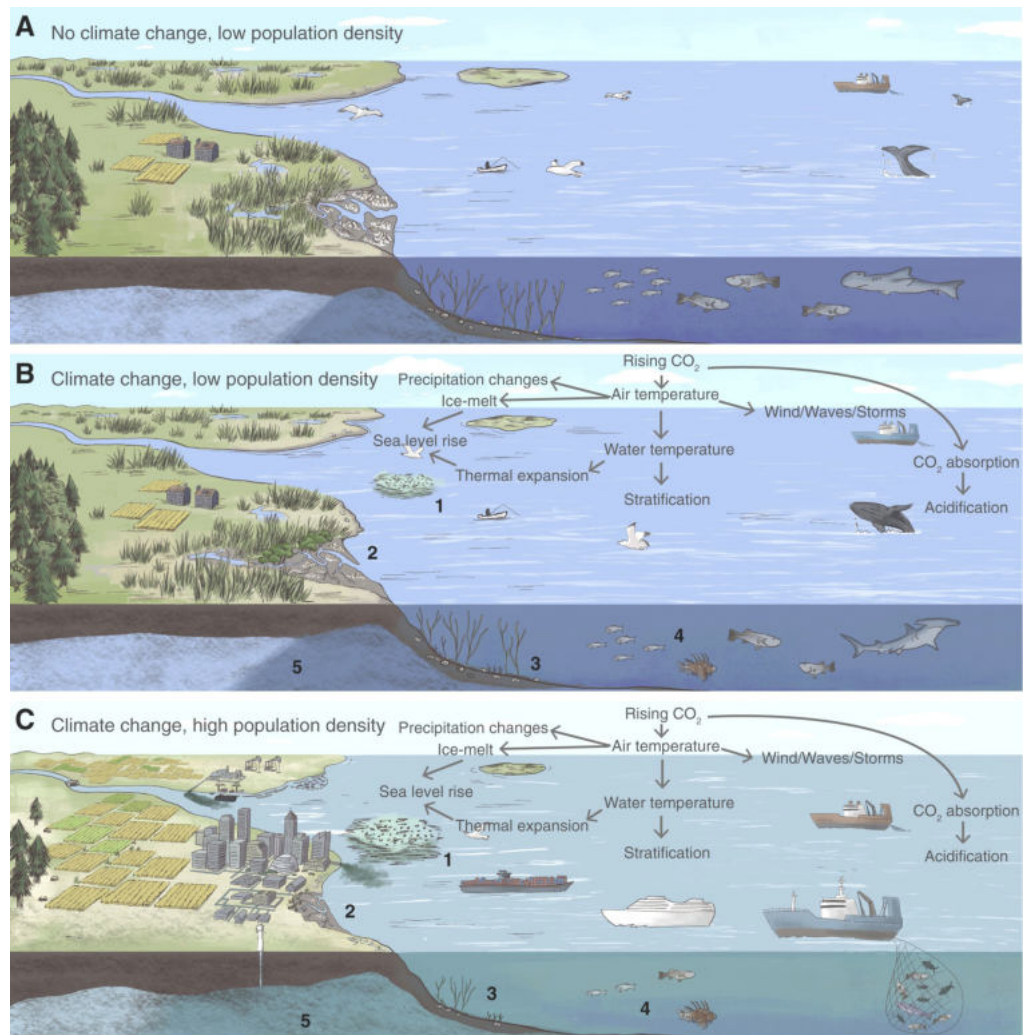 A No climate change, low population density
B Climate change, low population density
Rising CO₂
Precipitation changes
Ice-melt
Air temperature
Wind/Waves/Storms
Sea level rise
Water temperature
CO₂ absorption
Thermal expansion
1
Stratification
Acidification
2
4
5
3
C Climate change, high population density
Rising CO₂
Precipitation changes
Ice-melt
Air temperature
Wind/Waves/Storms
Sea level rise
Water temperature
CO₂ absorption
Thermal expansion
1
Stratification
Acidification
2
3
5
4